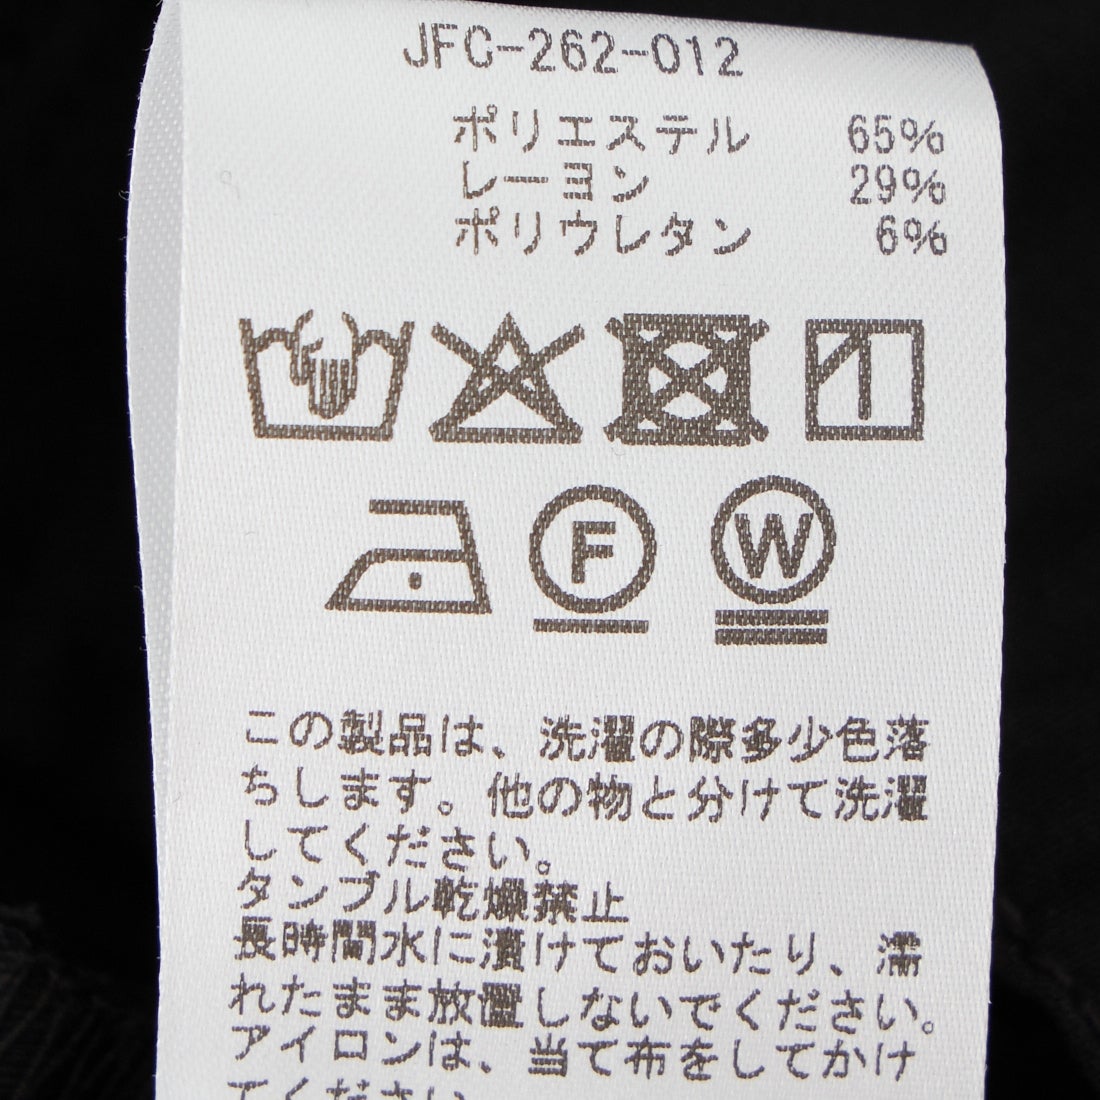 JFC-262-012
ポリエステル 65%
レーヨン 29%
ポリウレタン 6%
F W
この製品は、洗濯の際多少色落
ちします。他の物と分けて洗濯
してください。
タンブル乾燥禁止
長時間水に漬けておいたり、濡
れたまま放置しないでください。
アイロンは、当て布をしてかけ
てください。